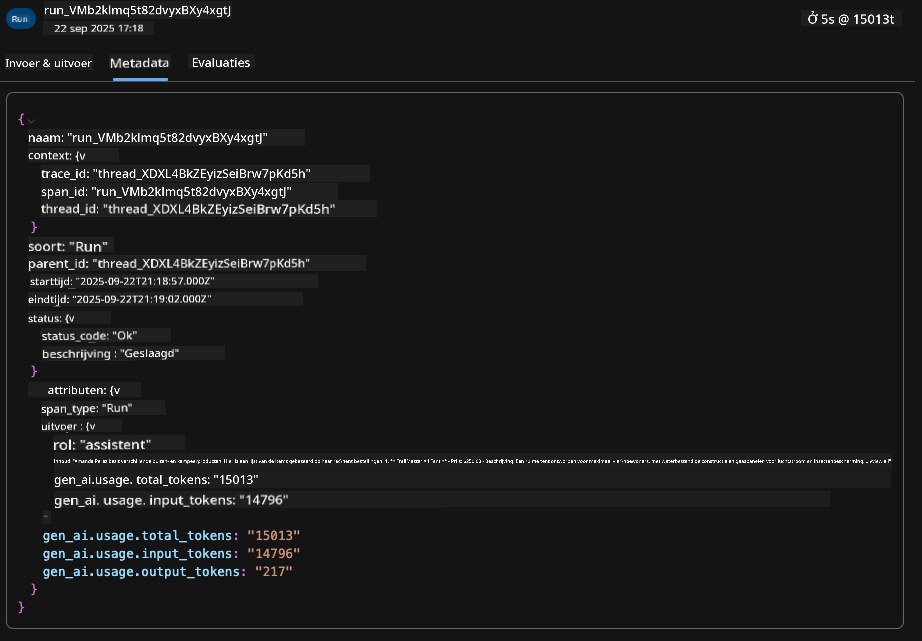 Run
run_VMb2klmq5t82dvyxBXy4xgtJ
22 sep 2025 17:18
5s @ 15013t
Invoer & uitvoer Metadata Evaluaties
{
naam: "run_VMb2klmq5t82dvyxBXy4xgtJ"
context: {v
trace_id: "thread_XDXL4BkZEyizSeiBrw7pKd5h"
span_id: "run_VMb2klmq5t82dvyxBXy4xgtJ"
thread_id: "thread_XDXL4BkZEyizSeiBrw7pKd5h"
}
soort: "Run"
parent_id: "thread_XDXL4BkZEyizSeiBrw7pKd5h"
starttijd: "2025-09-22T21:18:57.000Z"
eindtijd: "2025-09-22T21:19:02.000Z"
status: {v
status_code: "Ok"
beschrijving : "Geslaagd"
}
attributen: {v
span_type: "Run"
uitvoer : {v
rol: "assistent"
gen_ai.usage. total_tokens: "15013"
gen_ai. usage. input_tokens: "14796"
gen_ai.usage.total_tokens: "15013"
gen_ai.usage.input_tokens: "14796"
gen_ai.usage.output_tokens: "217"
}
}